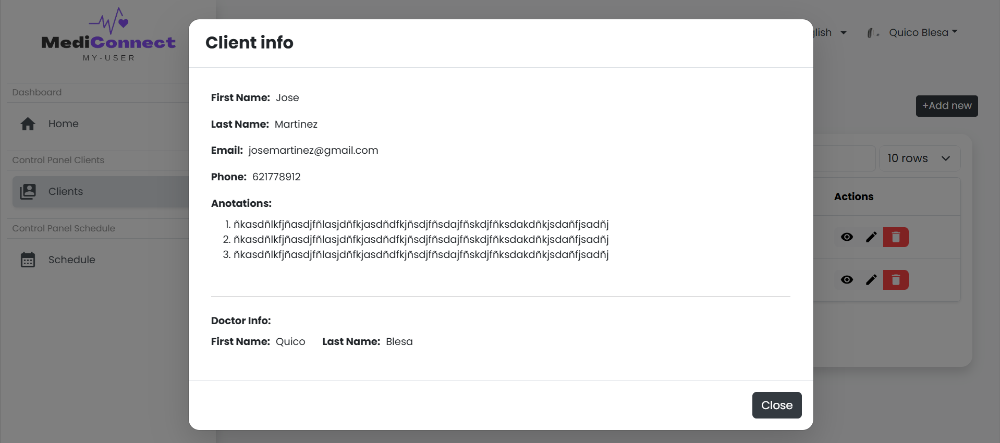 MediConnect
MY-USER
Dashboard
Home
Control Panel Clients
Clients
Control Panel Schedule
Schedule
Client info
First Name: Jose
Last Name: Martinez
Email: josemartinez@gmail.com
Phone: 621778912
Anotations:
1. ñkasdñlkfjñasdjfñlasjdñfkjasdñdfkjñsdjfñsdajfñskdjfñksdakdñkjsdañfjsadñj
2. ñkasdñlkfjñasdjfñlasjdñfkjasdñdfkjñsdjfñsdajfñskdjfñksdakdñkjsdañfjsadñj
3. ñkasdñlkfjñasdjfñlasjdñfkjasdñdfkjñsdjfñsdajfñskdjfñksdakdñkjsdañfjsadñj
Doctor Info:
First Name: Quico Last Name: Blesa
Close
Quico Blesa
+Add new
10 rows
Actions